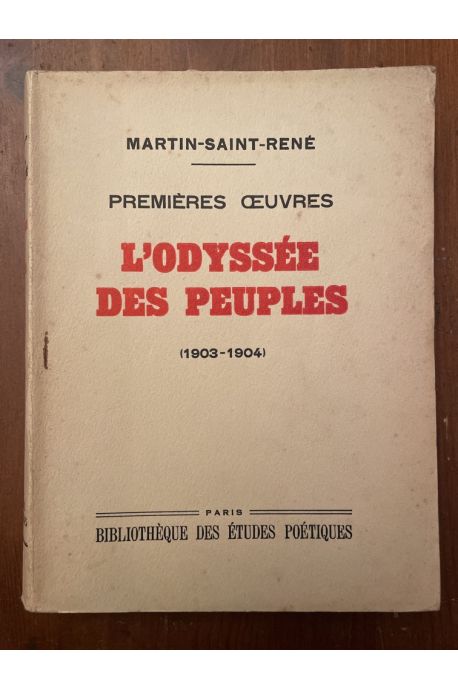 MARTIN-SAINT-RENÉ
PREMIÈRES ŒUVRES
L'ODYSSÉE
DES PEUPLES
(1903-1904)
PARIS
BIBLIOTHÈQUE DES ÉTUDES POÉTIQUES